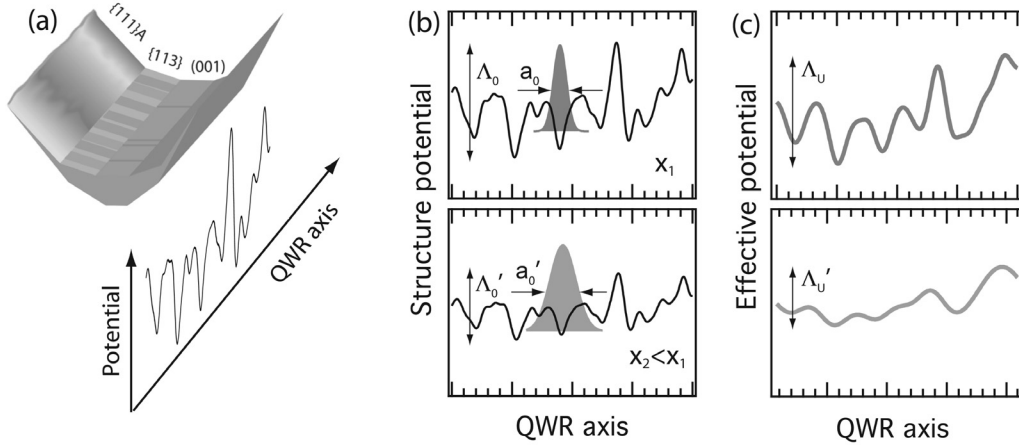 (a)
{111}A
{113}
(001)
Potential
QWR axis
(b)
Structure potential
Λ₀
a₀
x₁
Λ₀′
a₀′
x₂<x₁
QWR axis
(c)
Effective potential
Λᵤ
Λᵤ′
QWR axis